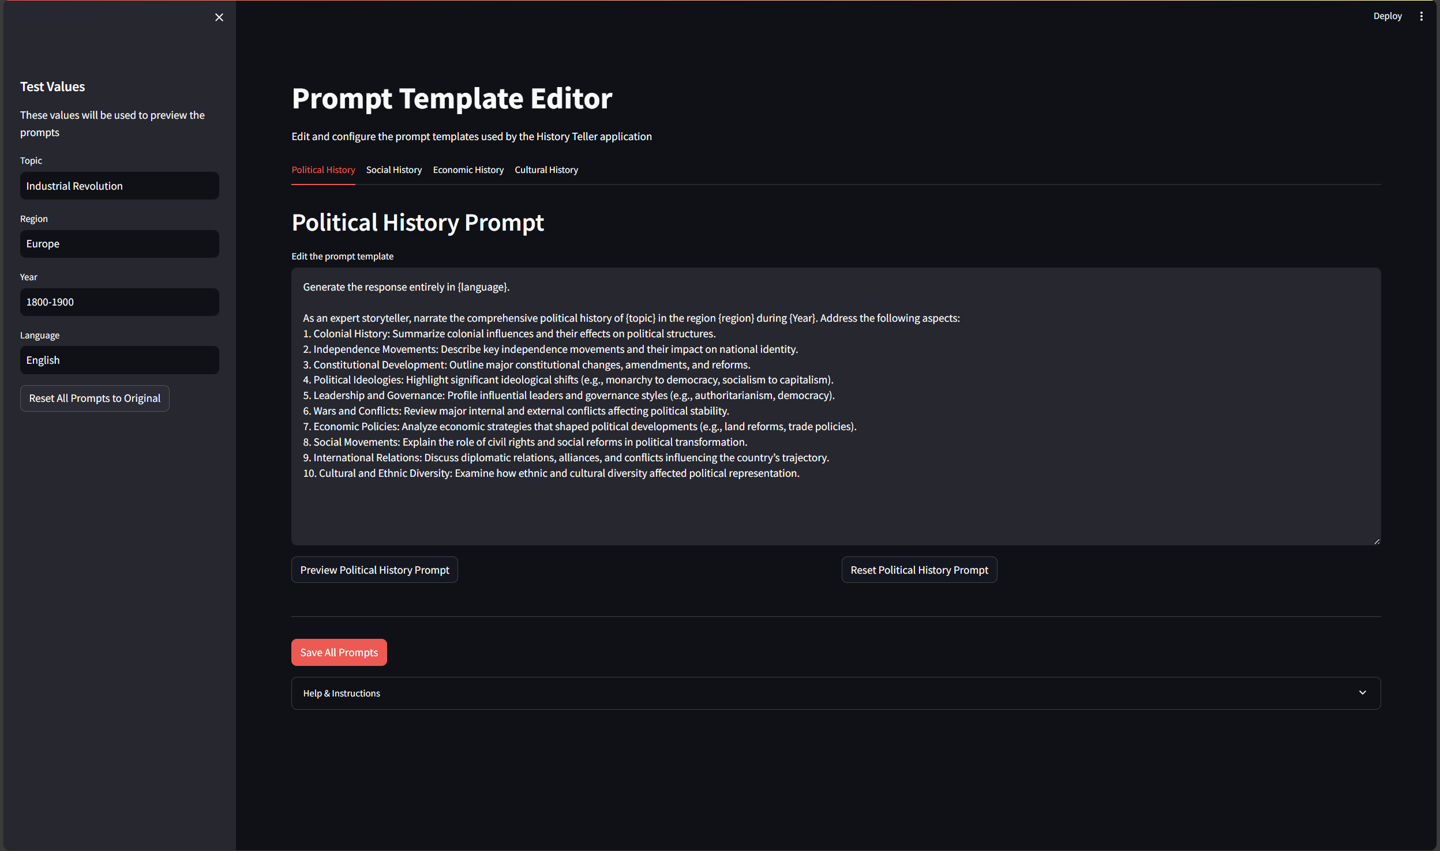 Deploy
Test Values
These values will be used to preview the
prompts
Topic
Industrial Revolution
Region
Europe
Year
1800-1900
Language
English
Reset All Prompts to Original
Prompt Template Editor
Edit and configure the prompt templates used by the History Teller application
Political History
Social History
Economic History
Cultural History
Political History Prompt
Edit the prompt template
Generate the response entirely in {language}.
As an expert storyteller, narrate the comprehensive political history of {topic} in the region {region} during {Year}. Address the following aspects:
1. Colonial History: Summarize colonial influences and their effects on political structures.
2. Independence Movements: Describe key independence movements and their impact on national identity.
3. Constitutional Development: Outline major constitutional changes, amendments, and reforms.
4. Political Ideologies: Highlight significant ideological shifts (e.g., monarchy to democracy, socialism to capitalism).
5. Leadership and Governance: Profile influential leaders and governance styles (e.g., authoritarianism, democracy).
6. Wars and Conflicts: Review major internal and external conflicts affecting political stability.
7. Economic Policies: Analyze economic strategies that shaped political developments (e.g., land reforms, trade policies).
8. Social Movements: Explain the role of civil rights and social reforms in political transformation.
9. International Relations: Discuss diplomatic relations, alliances, and conflicts influencing the country's trajectory.
10. Cultural and Ethnic Diversity: Examine how ethnic and cultural diversity affected political representation.
Preview Political History Prompt
Reset Political History Prompt
Save All Prompts
Help & Instructions